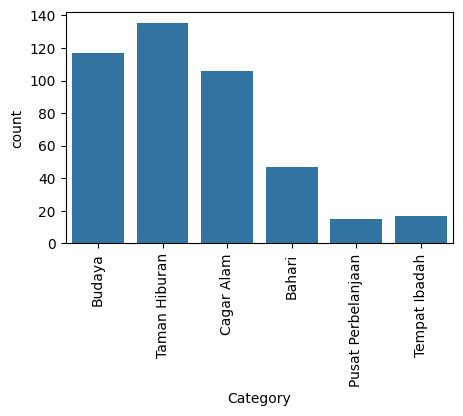 140
120
100
80
60
40
20
0
count
Budaya
Taman Hiburan
Cagar Alam
Bahari
Pusat Perbelanjaan
Tempat Ibadah
Category